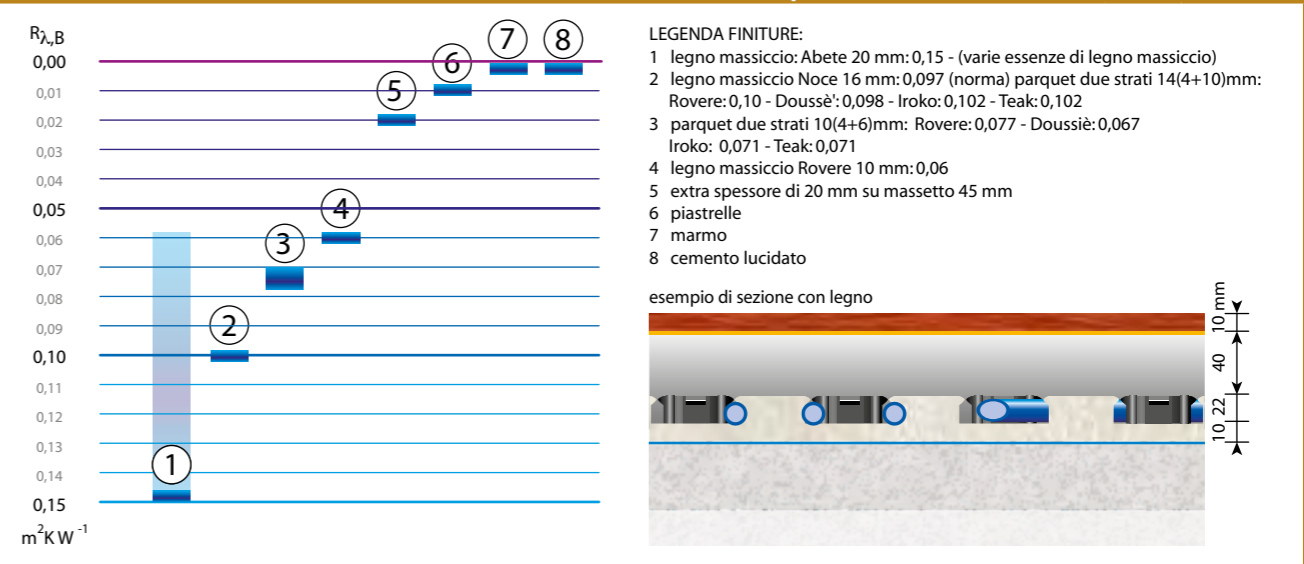 Rλ,B
0,00
0,01
0,02
0,03
0,04
0,05
0,06
0,07
0,08
0,09
0,10
0,11
0,12
0,13
0,14
0,15
m²K W⁻¹
1
2
3
4
5
6
7
8
LEGENDA FINITURE:
1 legno massiccio: Abete 20 mm: 0,15 - (varie essenze di legno massiccio)
2 legno massiccio Noce 16 mm: 0,097 (norma) parquet due strati 14(4+10)mm:
Rovere: 0,10 - Doussè': 0,098 - Iroko: 0,102 - Teak: 0,102
3 parquet due strati 10(4+6)mm: Rovere: 0,077 - Doussiè: 0,067
Iroko: 0,071 - Teak: 0,071
4 legno massiccio Rovere 10 mm: 0,06
5 extra spessore di 20 mm su massetto 45 mm
6 piastrelle
7 marmo
8 cemento lucidato
esempio di sezione con legno
10 mm
40
22
10